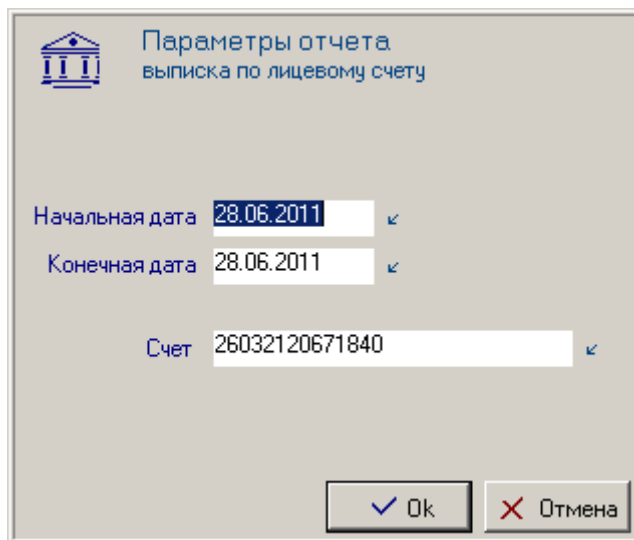 Параметры отчета
выписка по лицевому счету
Начальная дата 28.06.2011
Конечная дата 28.06.2011
Счет 26032120671840
Ok Отмена